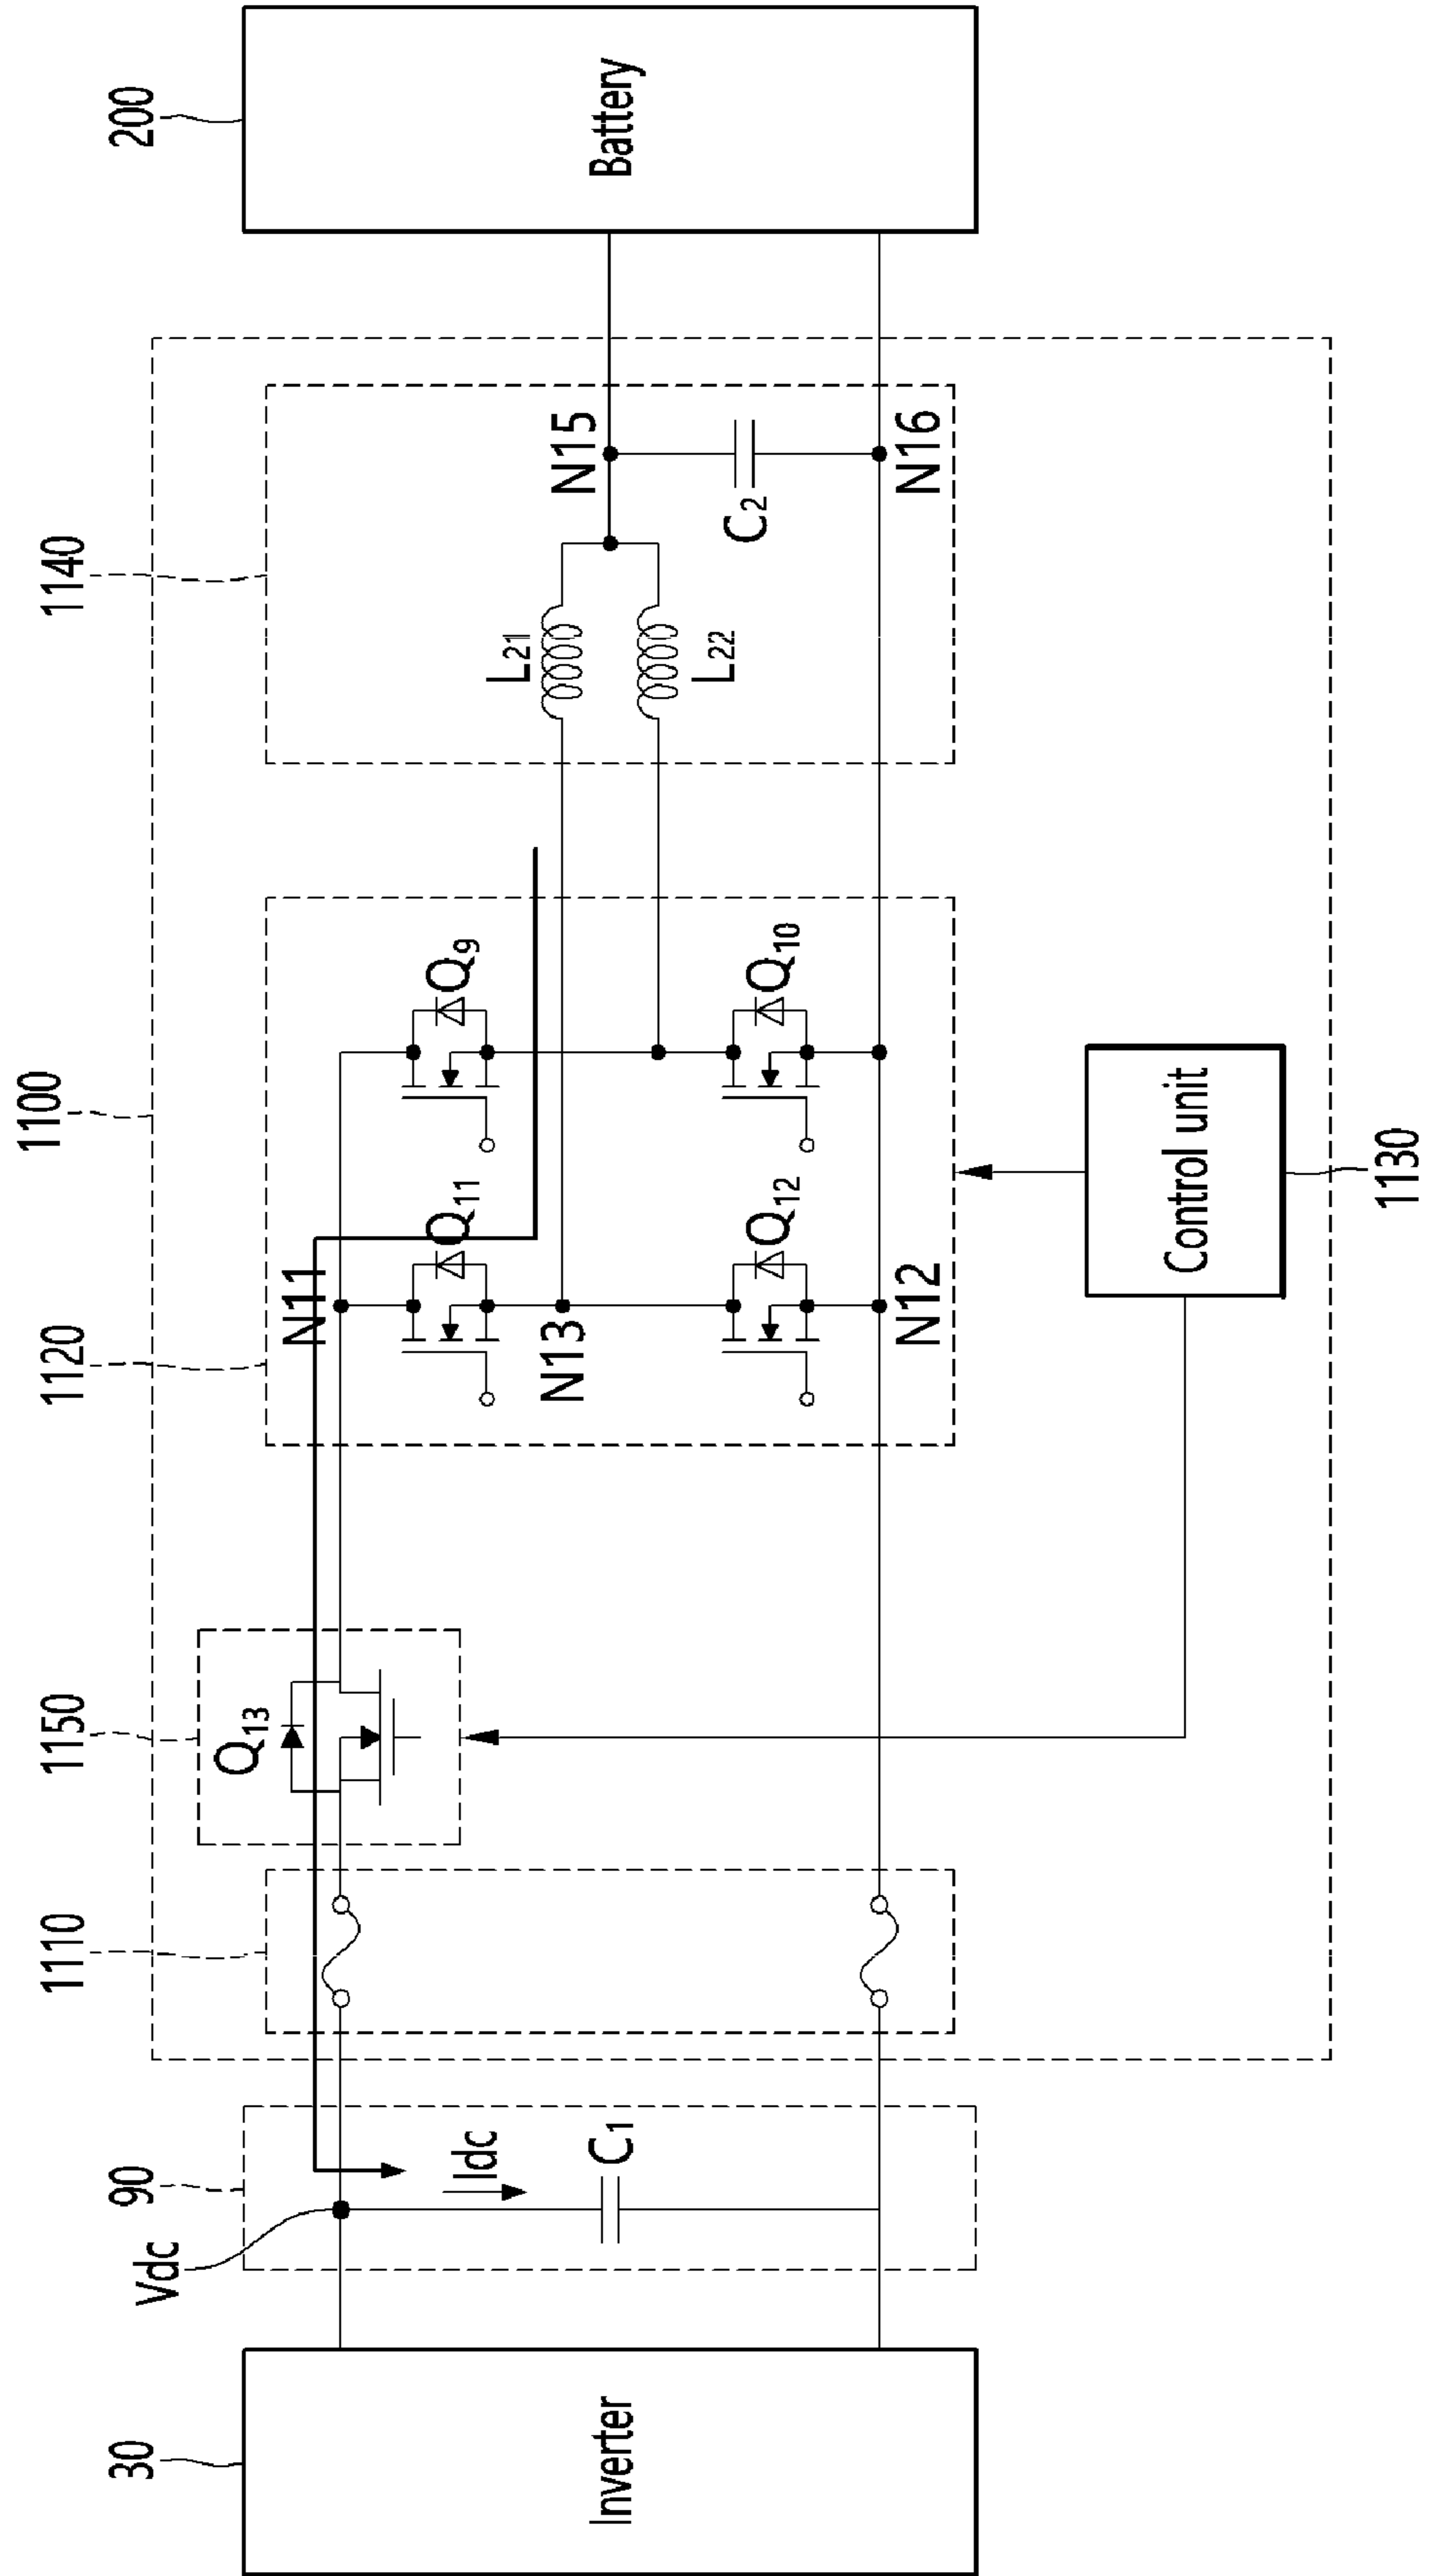 1100
30
90
1110
1150
1120
1140
200
Vdc
Q13
N11
Q11
Q9
L21
N15
Idc
Inverter
C1
N13
L22
Battery
C2
Q12
Q10
N12
N16
Control unit
1130